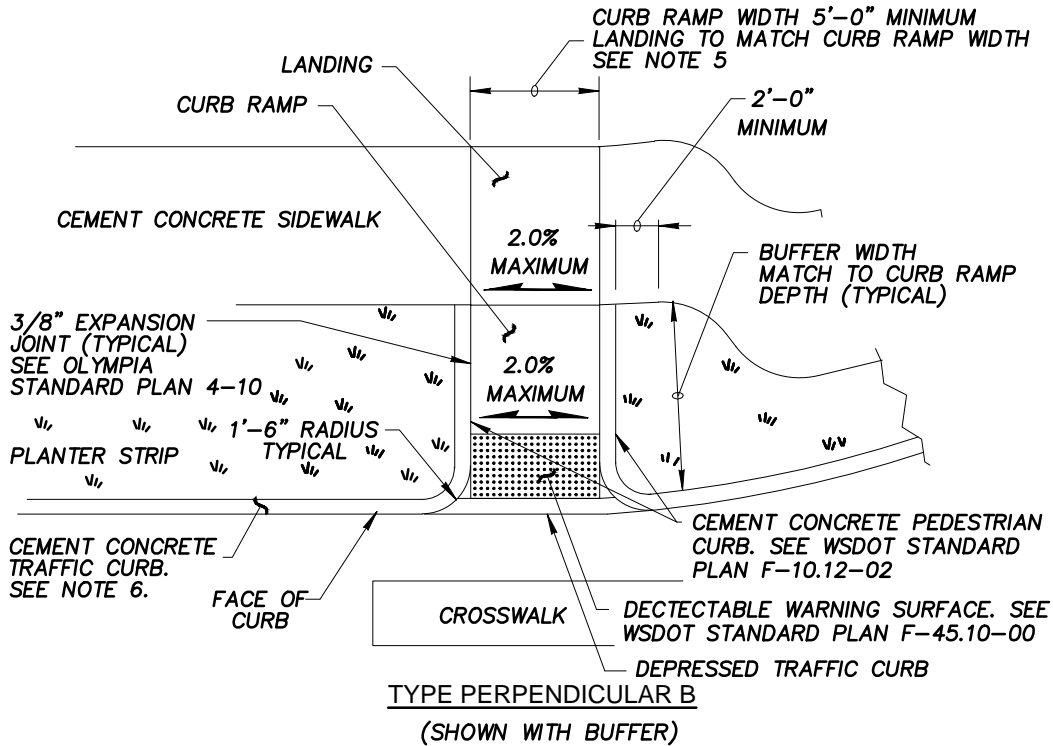 CURB RAMP WIDTH 5'-0" MINIMUM
LANDING TO MATCH CURB RAMP WIDTH
SEE NOTE 5
LANDING
CURB RAMP
2'-0"
MINIMUM
CEMENT CONCRETE SIDEWALK
2.0%
MAXIMUM
BUFFER WIDTH
MATCH TO CURB RAMP
DEPTH (TYPICAL)
3/8" EXPANSION
JOINT (TYPICAL)
SEE OLYMPIA
STANDARD PLAN 4-10
2.0%
MAXIMUM
1'-6" RADIUS
TYPICAL
PLANTER STRIP
CEMENT CONCRETE
TRAFFIC CURB.
SEE NOTE 6.
FACE OF
CURB
CEMENT CONCRETE PEDESTRIAN
CURB. SEE WSDOT STANDARD
PLAN F-10.12-02
CROSSWALK
DECTECTABLE WARNING SURFACE. SEE
WSDOT STANDARD PLAN F-45.10-00
DEPRESSED TRAFFIC CURB
TYPE PERPENDICULAR B
(SHOWN WITH BUFFER)